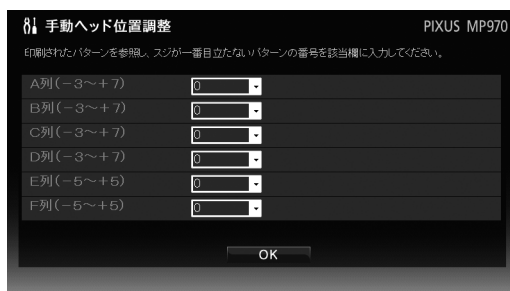 手動ヘッド位置調整 PIXUS MP970
印刷されたパターンを参照し、スジが一番目立たないパターンの番号を該当欄に入力してください。
A列(-3～+7) 0
B列(-3～+7) 0
C列(-3～+7) 0
D列(-3～+7) 0
E列(-5～+5) 0
F列(-5～+5) 0
OK